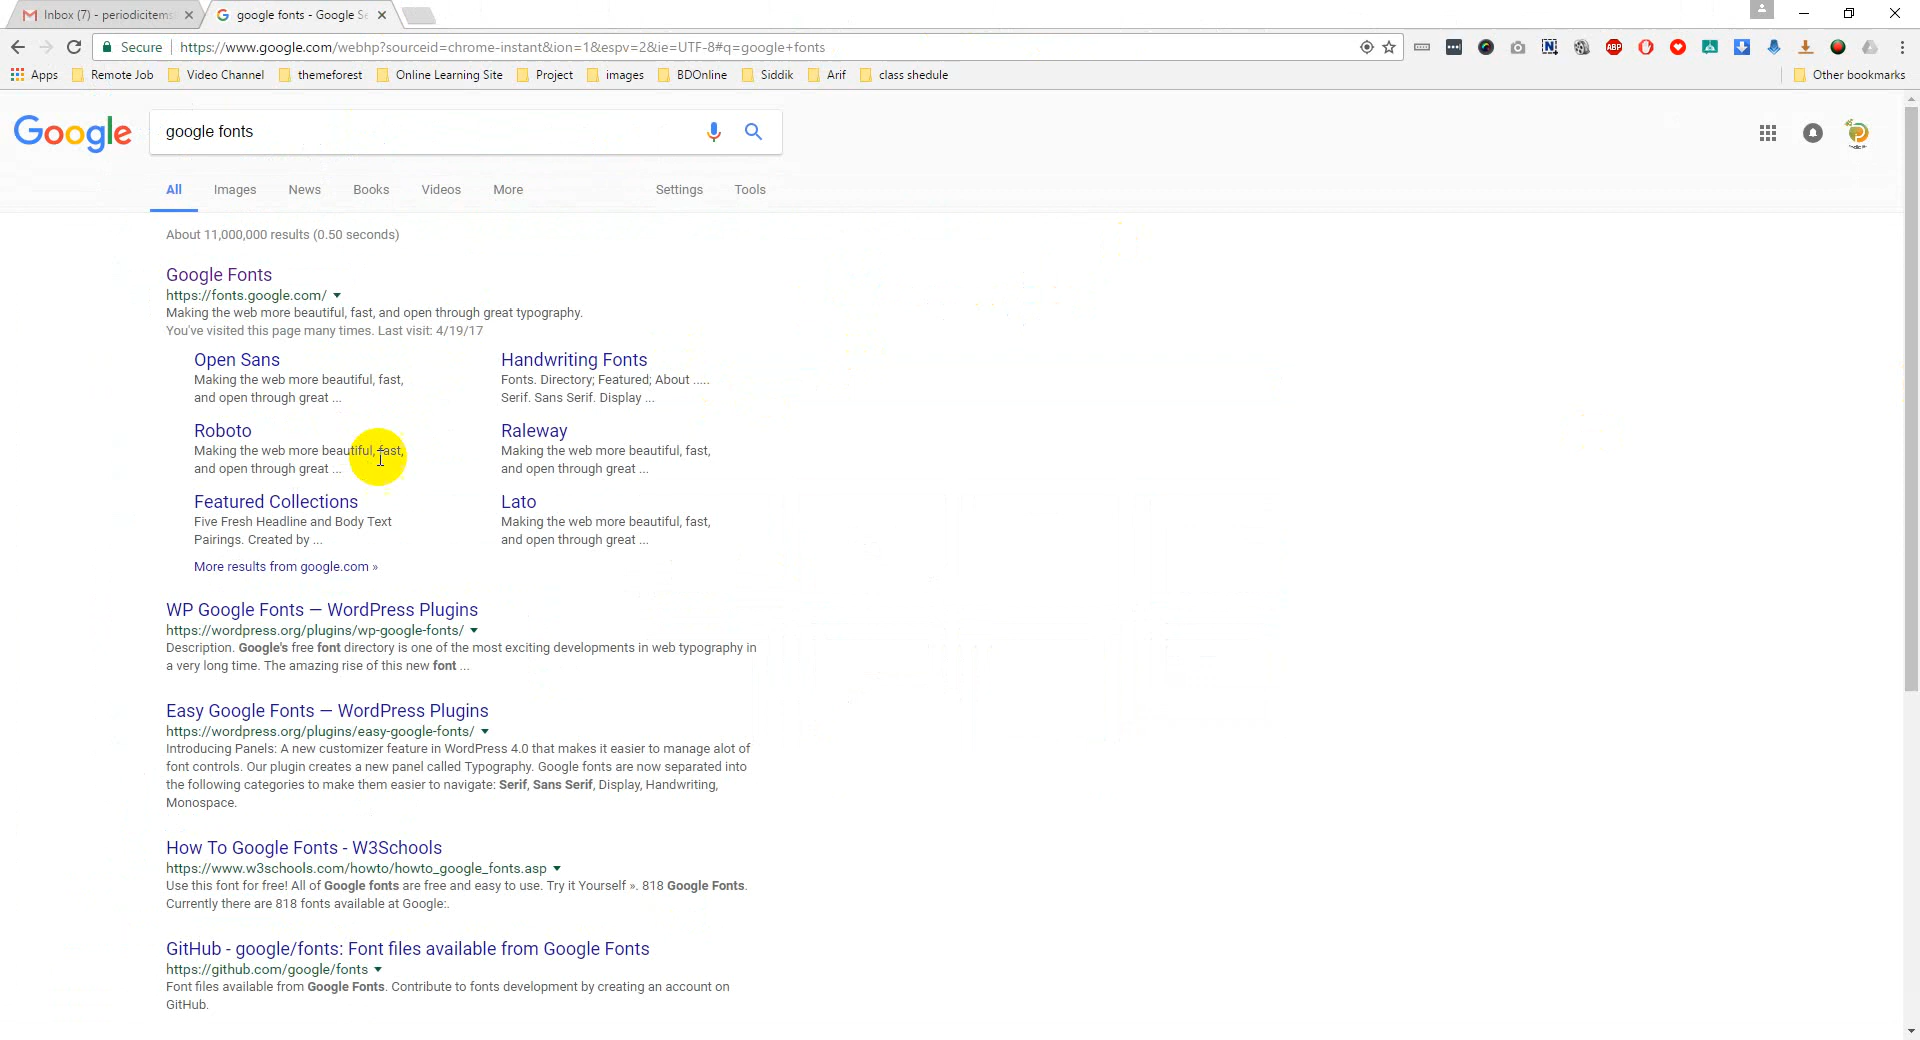 Inbox (7) - periodicitems
google fonts - Google Se
Secure
https://www.google.com/webhp?sourceid=chrome-instant&ion=1&espv=2&ie=UTF-8#q=google+fonts
ABP
Apps
Remote Job
Video Channel
themeforest
Online Learning Site
Project
images
BDOnline
Siddik
Arif
class shedule
Other bookmarks
Google
google fonts
All
Images
News
Books
Videos
More
Settings
Tools
About 11,000,000 results (0.50 seconds)
Google Fonts
https://fonts.google.com/
Making the web more beautiful, fast, and open through great typography.
You've visited this page many times. Last visit: 4/19/17
Open Sans
Making the web more beautiful, fast,
and open through great ...
Handwriting Fonts
Fonts. Directory; Featured; About .....
Serif. Sans Serif. Display ...
Roboto
Making the web more beautiful, fast,
and open through great ...
Raleway
Making the web more beautiful, fast,
and open through great ...
Featured Collections
Five Fresh Headline and Body Text
Pairings. Created by ...
Lato
Making the web more beautiful, fast,
and open through great ...
More results from google.com »
WP Google Fonts — WordPress Plugins
https://wordpress.org/plugins/wp-google-fonts/
Description. Google's free font directory is one of the most exciting developments in web typography in
a very long time. The amazing rise of this new font ...
Easy Google Fonts — WordPress Plugins
https://wordpress.org/plugins/easy-google-fonts/
Introducing Panels: A new customizer feature in WordPress 4.0 that makes it easier to manage alot of
font controls. Our plugin creates a new panel called Typography. Google fonts are now separated into
the following categories to make them easier to navigate: Serif, Sans Serif, Display, Handwriting,
Monospace.
How To Google Fonts - W3Schools
https://www.w3schools.com/howto/howto_google_fonts.asp
Use this font for free! All of Google fonts are free and easy to use. Try it Yourself ». 818 Google Fonts.
Currently there are 818 fonts available at Google:.
GitHub - google/fonts: Font files available from Google Fonts
https://github.com/google/fonts
Font files available from Google Fonts. Contribute to fonts development by creating an account on
GitHub.